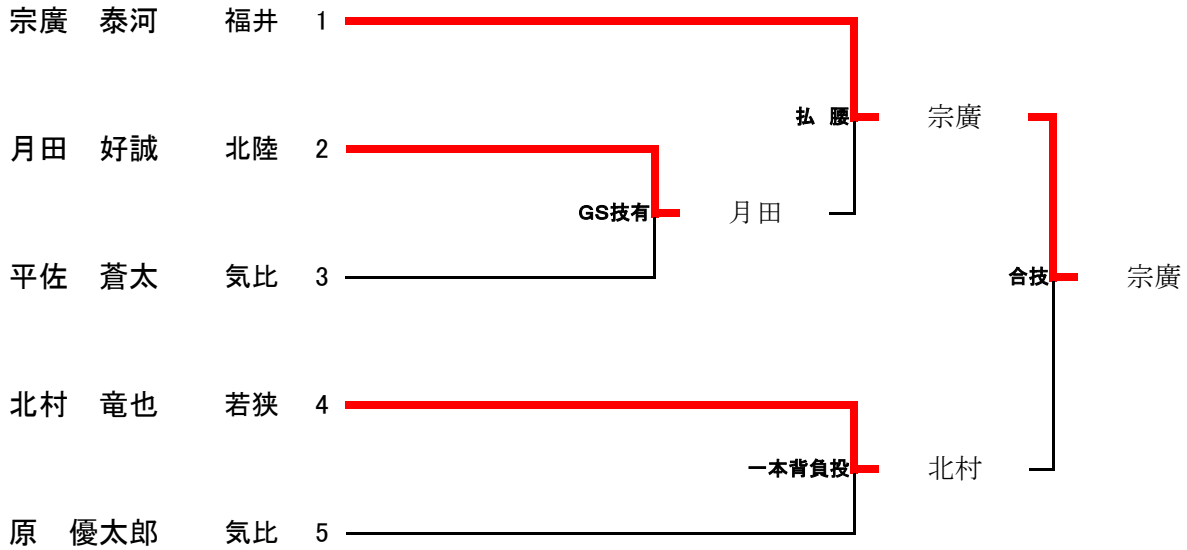 宗廣　泰河　福井　1
払 腰　宗廣
月田　好誠　北陸　2
GS技有　月田
平佐　蒼太　気比　3
合技　宗廣
北村　竜也　若狭　4
一本背負投　北村
原　優太郎　気比　5